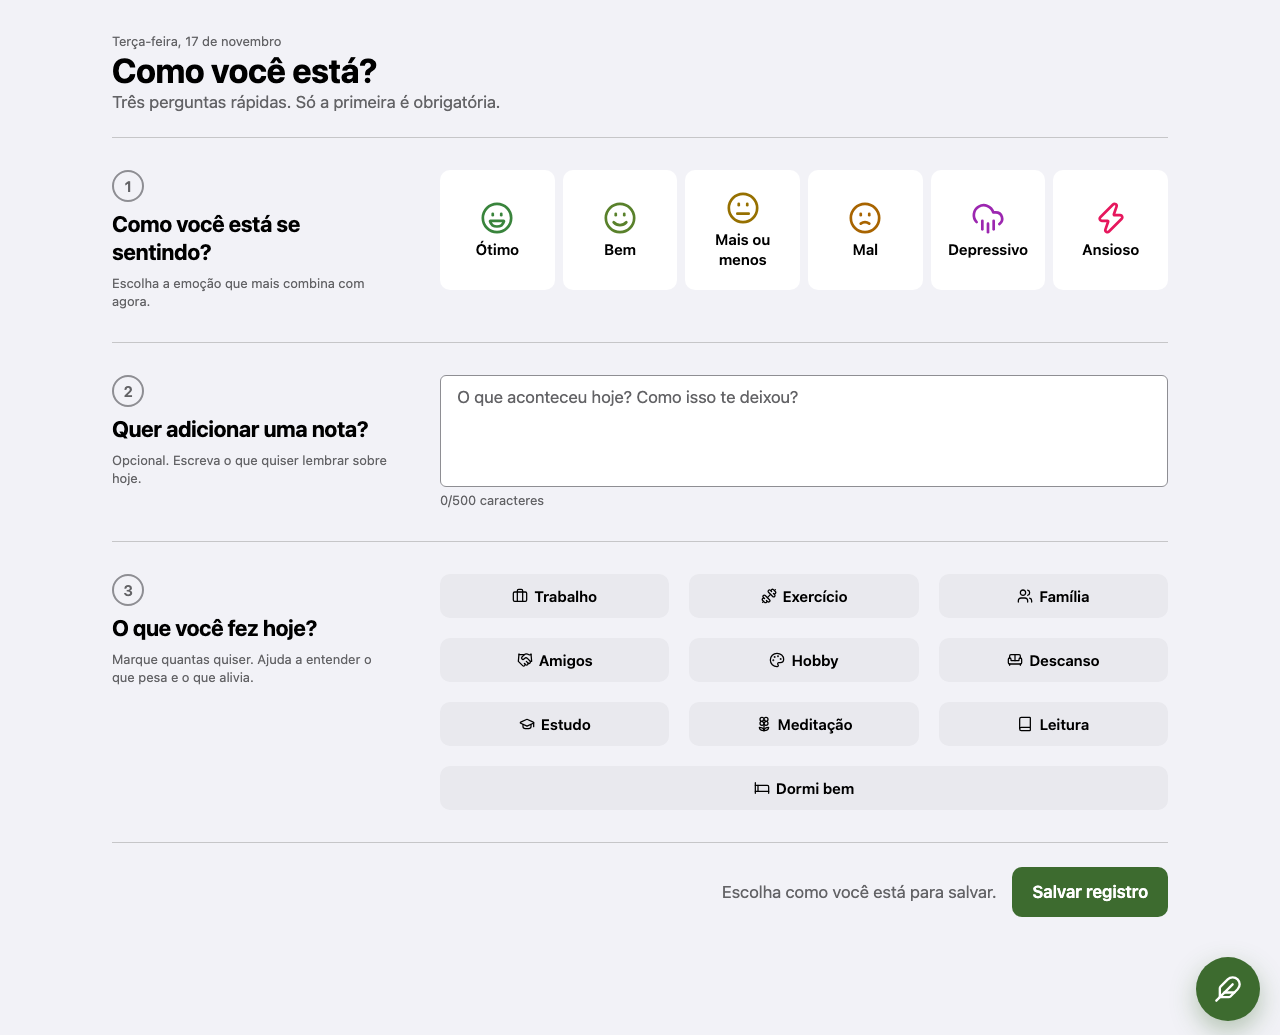 Terça-feira, 17 de novembro
Como você está?
Três perguntas rápidas. Só a primeira é obrigatória.
1
Como você está se
sentindo?
Escolha a emoção que mais combina com
agora.
Ótimo
Bem
Mais ou
menos
Mal
Depressivo
Ansioso
2
Quer adicionar uma nota?
Opcional. Escreva o que quiser lembrar sobre
hoje.
O que aconteceu hoje? Como isso te deixou?
0/500 caracteres
3
O que você fez hoje?
Marque quantas quiser. Ajuda a entender o
que pesa e o que alivia.
Trabalho
Exercício
Família
Amigos
Hobby
Descanso
Estudo
Meditação
Leitura
Dormi bem
Escolha como você está para salvar.
Salvar registro